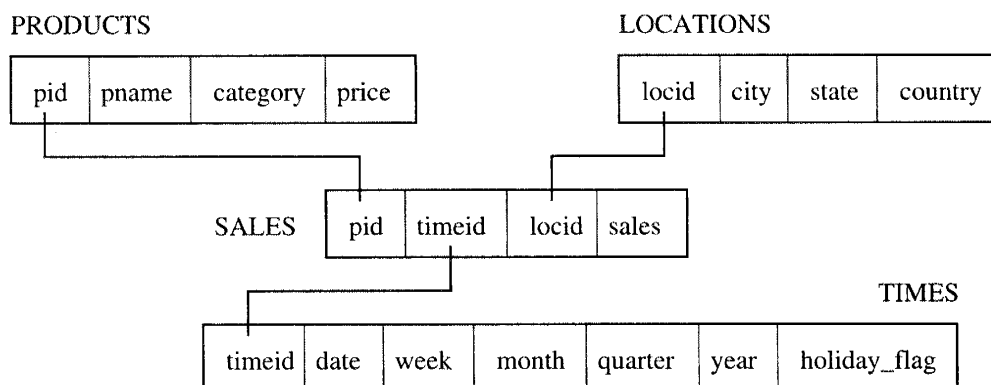 PRODUCTS
LOCATIONS
pid pname category price
locid city state country
SALES pid timeid locid sales
TIMES
timeid date week month quarter year holiday_flag